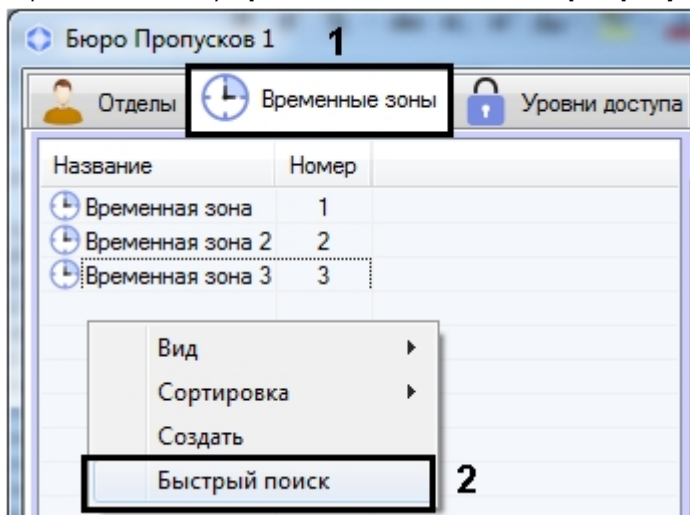 Бюро Пропусков 1
1
Отделы Временные зоны Уровни доступа
Название Номер
Временная зона 1
Временная зона 2 2
Временная зона 3 3
Вид
Сортировка
Создать
Быстрый поиск 2